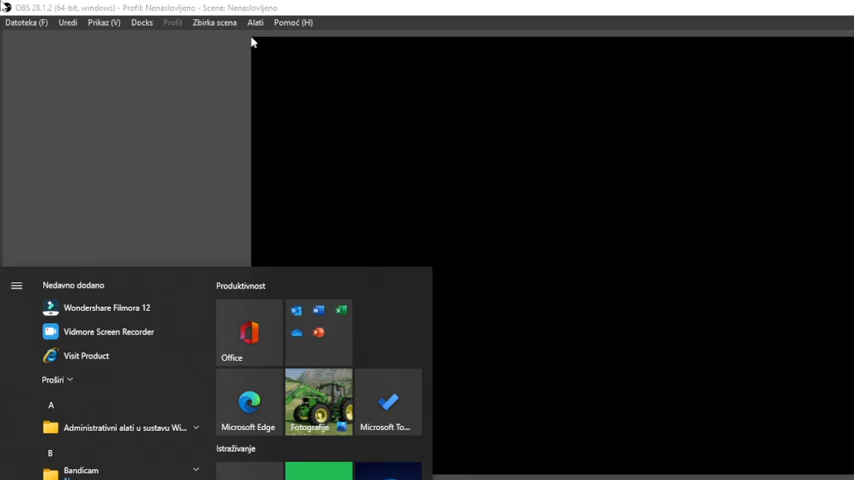 OBS 28.1.2 (64-bit, windows) - Profil: Nenaslovljeno - Scene: Nenaslovljeno
Datoteka (F) Uredi Prikaz (V) Docks Profil Zbirka scena Alati Pomoć (H)
Nedavno dodano
Wondershare Filmora 12
Vidmore Screen Recorder
Visit Product
Proširi
A
Administrativni alati u sustavu Wi...
B
Bandicam
Produktivnost
Office
Microsoft Edge
Fotografije
Microsoft To...
Istraživanje